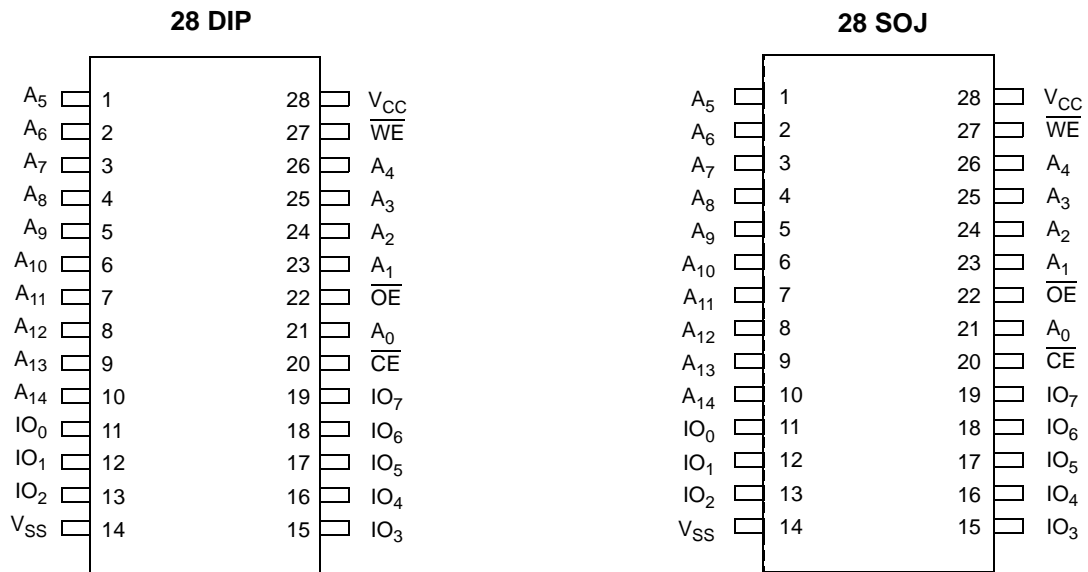 28 DIP
A5 1 28 VCC
A6 2 27 WE
A7 3 26 A4
A8 4 25 A3
A9 5 24 A2
A10 6 23 A1
A11 7 22 OE
A12 8 21 A0
A13 9 20 CE
A14 10 19 IO7
IO0 11 18 IO6
IO1 12 17 IO5
IO2 13 16 IO4
VSS 14 15 IO3
28 SOJ
A5 1 28 VCC
A6 2 27 WE
A7 3 26 A4
A8 4 25 A3
A9 5 24 A2
A10 6 23 A1
A11 7 22 OE
A12 8 21 A0
A13 9 20 CE
A14 10 19 IO7
IO0 11 18 IO6
IO1 12 17 IO5
IO2 13 16 IO4
VSS 14 15 IO3